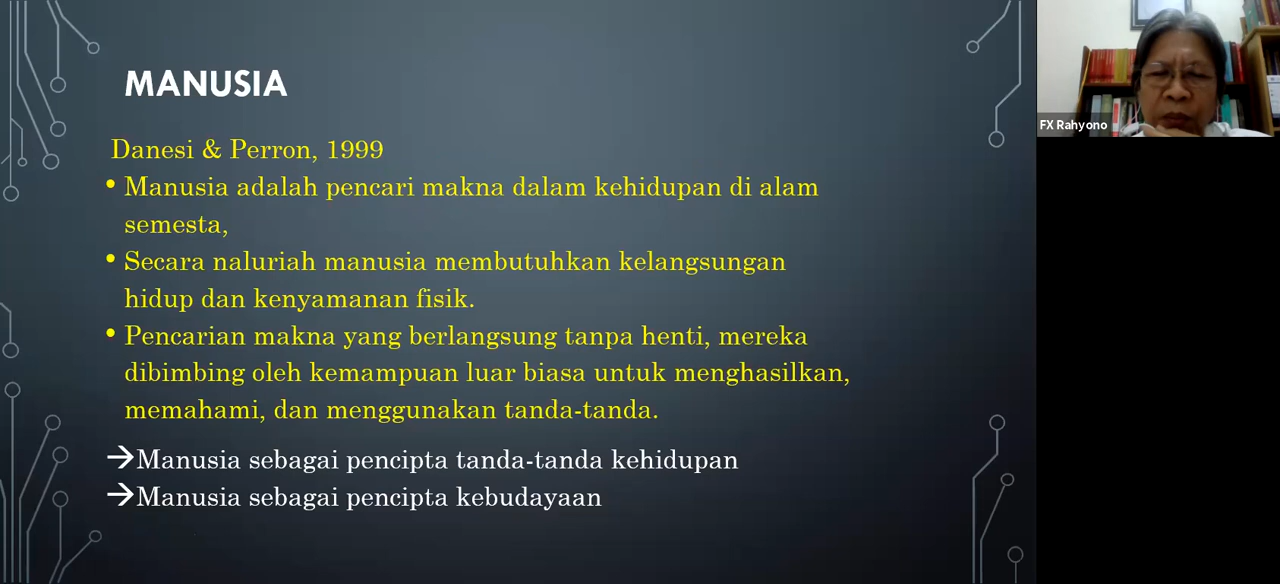 MANUSIA
Danesi & Perron, 1999
• Manusia adalah pencari makna dalam kehidupan di alam
semesta,
• Secara naluriah manusia membutuhkan kelangsungan
hidup dan kenyamanan fisik.
• Pencarian makna yang berlangsung tanpa henti, mereka
dibimbing oleh kemampuan luar biasa untuk menghasilkan,
memahami, dan menggunakan tanda-tanda.
→Manusia sebagai pencipta tanda-tanda kehidupan
→Manusia sebagai pencipta kebudayaan
FX Rahyono